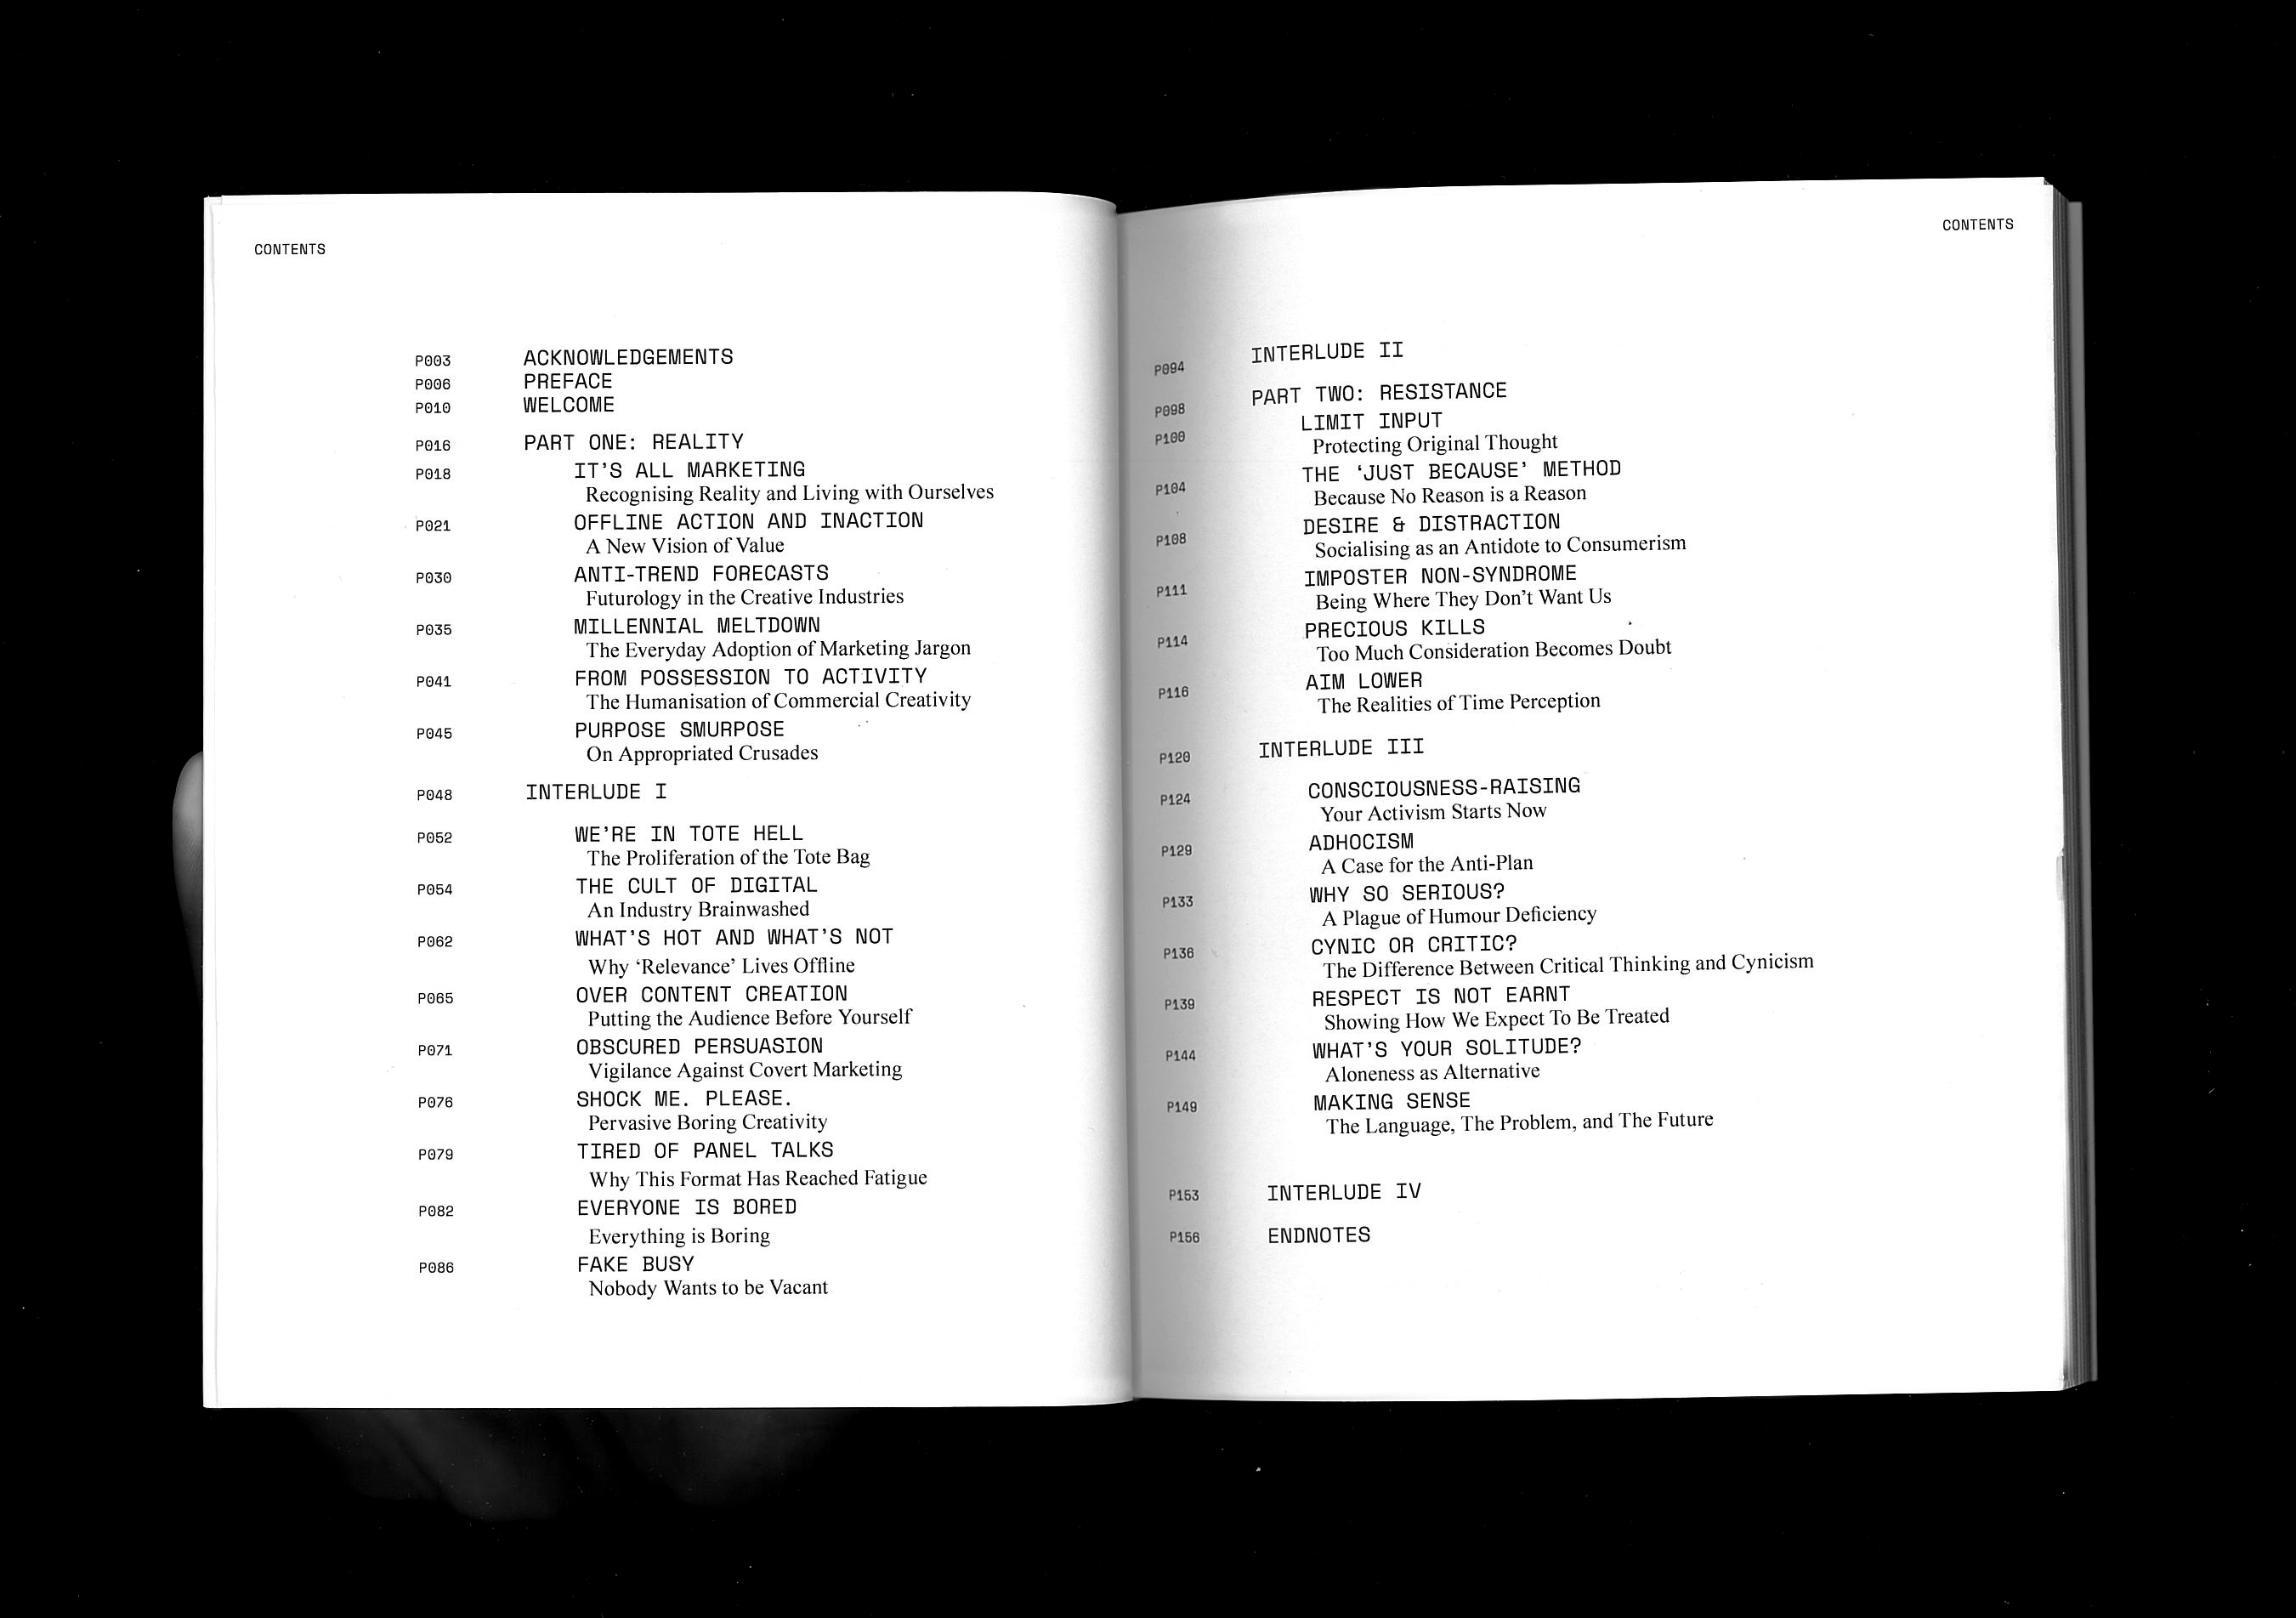 CONTENTS
P003 ACKNOWLEDGEMENTS
P006 PREFACE
P010 WELCOME
P016 PART ONE: REALITY
P018 IT’S ALL MARKETING
Recognising Reality and Living with Ourselves
P021 OFFLINE ACTION AND INACTION
A New Vision of Value
P030 ANTI-TREND FORECASTS
Futurology in the Creative Industries
P035 MILLENNIAL MELTDOWN
The Everyday Adoption of Marketing Jargon
P041 FROM POSSESSION TO ACTIVITY
The Humanisation of Commercial Creativity
P045 PURPOSE SMURPOSE
On Appropriated Crusades
P048 INTERLUDE I
P052 WE’RE IN TOTE HELL
The Proliferation of the Tote Bag
P054 THE CULT OF DIGITAL
An Industry Brainwashed
P062 WHAT’S HOT AND WHAT’S NOT
Why ‘Relevance’ Lives Offline
P065 OVER CONTENT CREATION
Putting the Audience Before Yourself
P071 OBSCURED PERSUASION
Vigilance Against Covert Marketing
P076 SHOCK ME. PLEASE.
Pervasive Boring Creativity
P079 TIRED OF PANEL TALKS
Why This Format Has Reached Fatigue
P082 EVERYONE IS BORED
Everything is Boring
P086 FAKE BUSY
Nobody Wants to be Vacant
CONTENTS
P094 INTERLUDE II
P098 PART TWO: RESISTANCE
P100 LIMIT INPUT
Protecting Original Thought
P104 THE ‘JUST BECAUSE’ METHOD
Because No Reason is a Reason
P108 DESIRE & DISTRACTION
Socialising as an Antidote to Consumerism
P111 IMPOSTER NON-SYNDROME
Being Where They Don’t Want Us
P114 PRECIOUS KILLS
Too Much Consideration Becomes Doubt
P116 AIM LOWER
The Realities of Time Perception
P120 INTERLUDE III
P124 CONSCIOUSNESS-RAISING
Your Activism Starts Now
P129 ADHOCISM
A Case for the Anti-Plan
P133 WHY SO SERIOUS?
A Plague of Humour Deficiency
P136 CYNIC OR CRITIC?
The Difference Between Critical Thinking and Cynicism
P139 RESPECT IS NOT EARNT
Showing How We Expect To Be Treated
P144 WHAT’S YOUR SOLITUDE?
Aloneness as Alternative
P149 MAKING SENSE
The Language, The Problem, and The Future
P153 INTERLUDE IV
P156 ENDNOTES